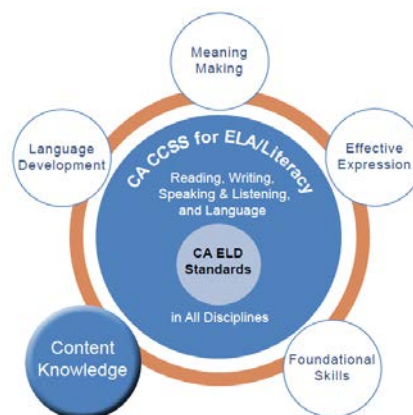 Meaning
Making
Language
Development
Effective
Expression
CA CCSS for ELA/Literacy
Reading, Writing,
Speaking & Listening,
and Language
CA ELD
Standards
in All Disciplines
Content
Knowledge
Foundational
Skills